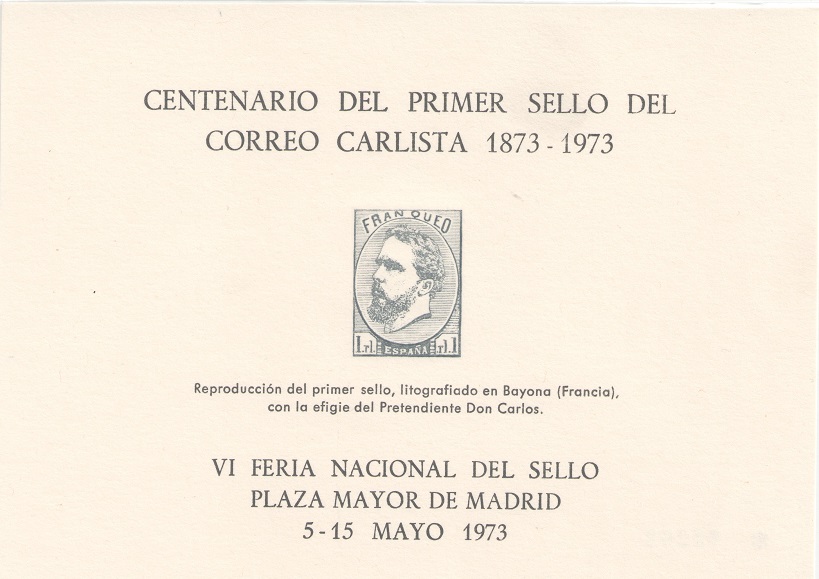 CENTENARIO DEL PRIMER SELLO DEL
CORREO CARLISTA 1873-1973
FRANQUEO
1.rl. ESPAÑA rl.1
Reproducción del primer sello, litografiado en Bayona (Francia),
con la efigie del Pretendiente Don Carlos.
VI FERIA NACIONAL DEL SELLO
PLAZA MAYOR DE MADRID
5-15 MAYO 1973